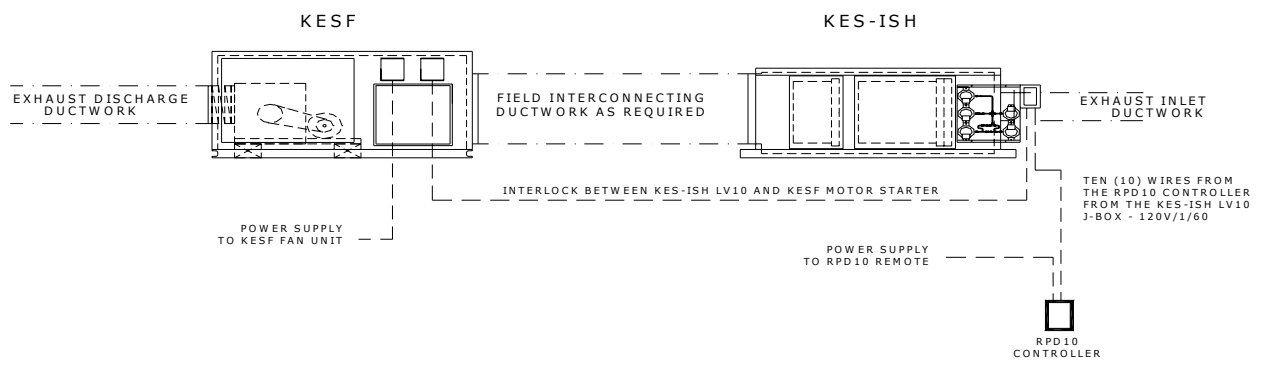 KESF
KES-ISH
EXHAUST DISCHARGE
DUCTWORK
FIELD INTERCONNECTING
DUCTWORK AS REQUIRED
EXHAUST INLET
DUCTWORK
INTERLOCK BETWEEN KES-ISH LV10 AND KESF MOTOR STARTER
TEN (10) WIRES FROM
THE RPD10 CONTROLLER
FROM THE KES-ISH LV10
J-BOX - 120V/1/60
POWER SUPPLY
TO KESF FAN UNIT
POWER SUPPLY
TO RPD10 REMOTE
RPD10
CONTROLLER